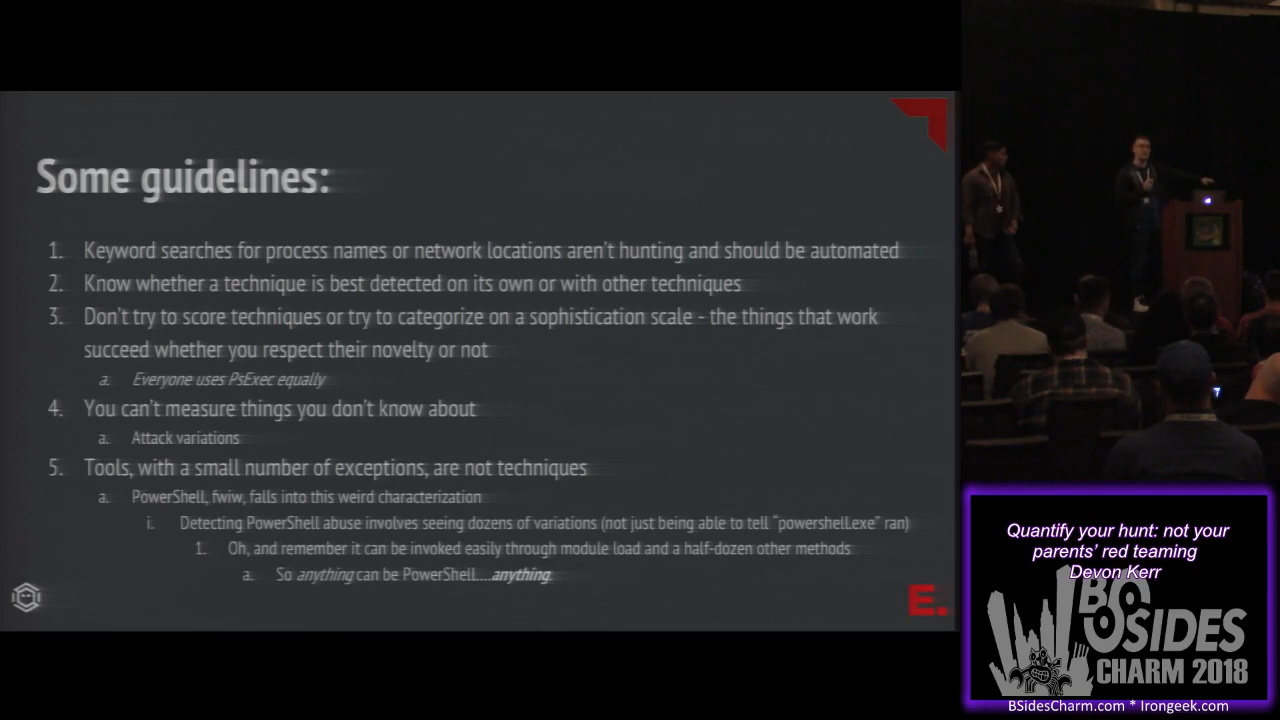 Some guidelines:
1. Keyword searches for process names or network locations aren't hunting and should be automated
2. Know whether a technique is best detected on its own or with other techniques
3. Don't try to score techniques or try to categorize on a sophistication scale - the things that work
succeed whether you respect their novelty or not
a. Everyone uses PsExec equally
4. You can't measure things you don't know about
a. Attack variations
5. Tools, with a small number of exceptions, are not techniques
a. PowerShell, fwiw, falls into this weird characterization
i. Detecting PowerShell abuse involves seeing dozens of variations (not just being able to tell "powershell.exe" ran)
1. Oh, and remember it can be invoked easily through module load and a half-dozen other methods
a. So anything can be PowerShell....anything.
E.
Quantify your hunt: not your
parents' red teaming
Devon Kerr
BSIDES
CHARM 2018
BSidesCharm.com * Irongeek.com